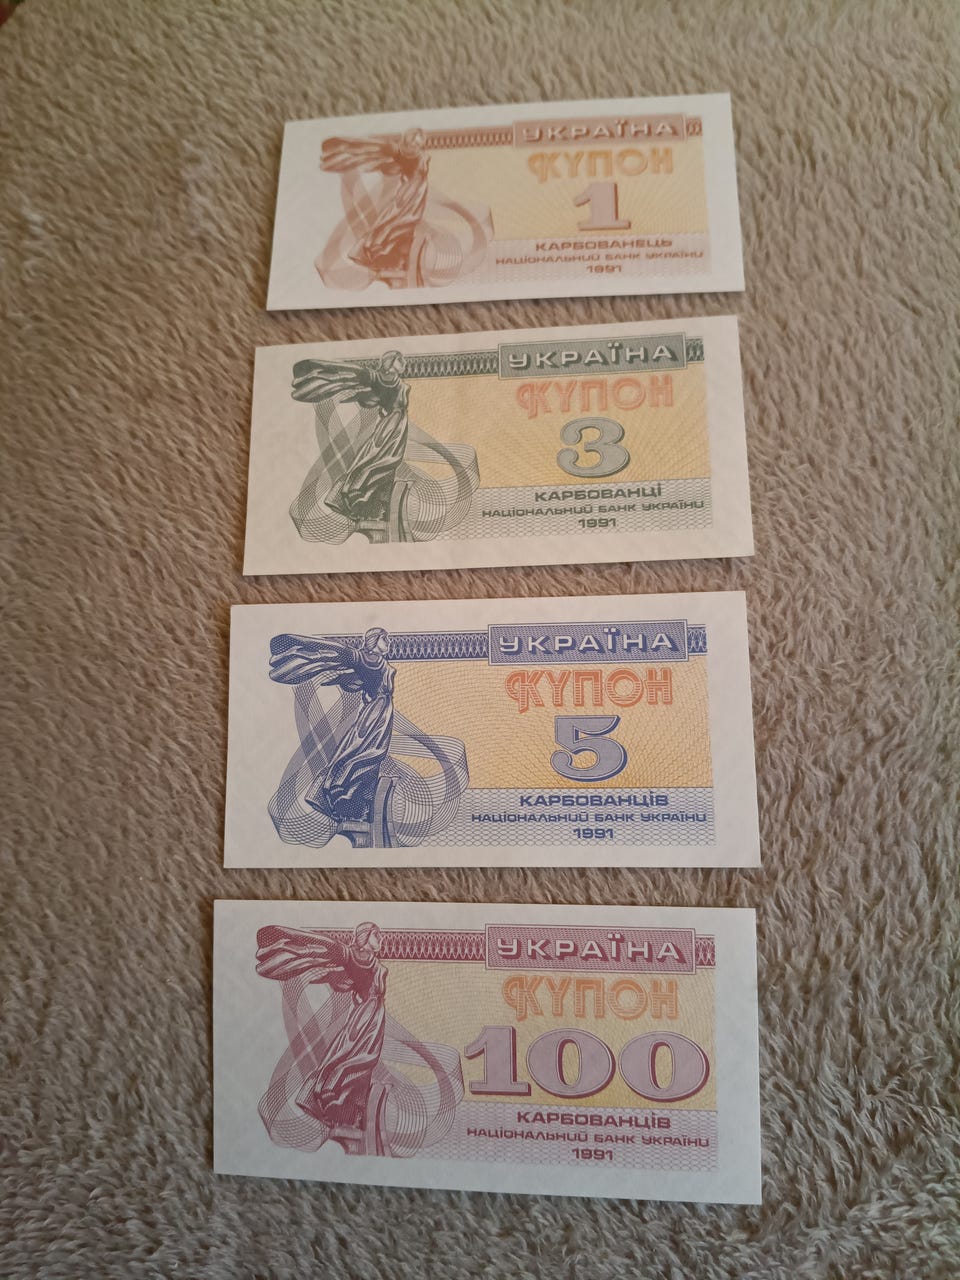 УКРАЇНА
КУПОН
1
КАРБОВАНЕЦЬ
НАЦІОНАЛЬНИЙ БАНК УКРАЇНИ
1991
УКРАЇНА
КУПОН
3
КАРБОВАНЦІ
НАЦІОНАЛЬНИЙ БАНК УКРАЇНИ
1991
УКРАЇНА
КУПОН
5
КАРБОВАНЦІВ
НАЦІОНАЛЬНИЙ БАНК УКРАЇНИ
1991
УКРАЇНА
КУПОН
100
КАРБОВАНЦІВ
НАЦІОНАЛЬНИЙ БАНК УКРАЇНИ
1991